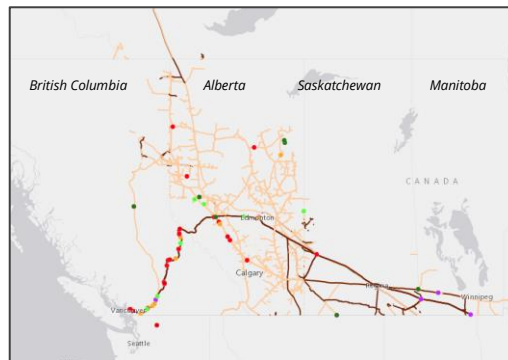 British Columbia Alberta Saskatchewan Manitoba
CANADA
Edmonton
Calgary
Regina
Winnipeg
Vancouver
Seattle